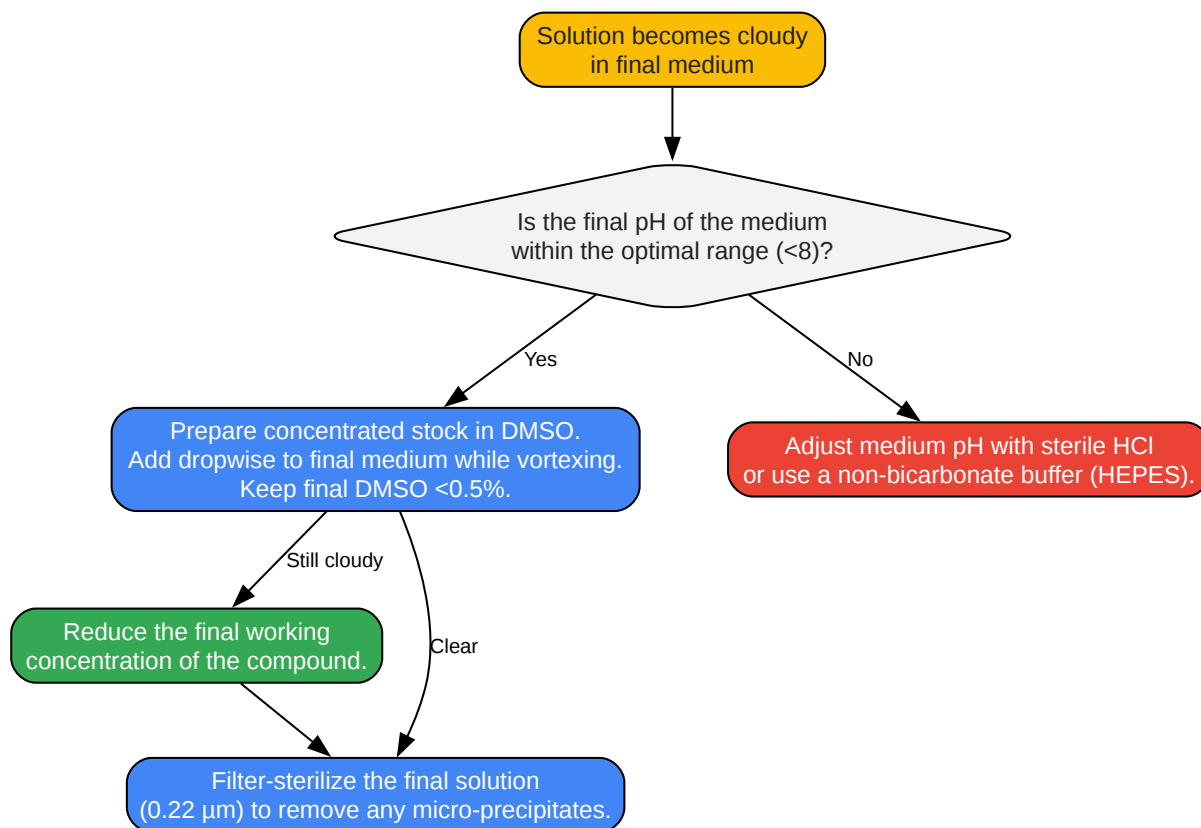 Solution becomes cloudy
in final medium
Is the final pH of the medium
within the optimal range (<8)?
Yes
No
Prepare concentrated stock in DMSO.
Add dropwise to final medium while vortexing.
Keep final DMSO <0.5%.
Adjust medium pH with sterile HCl
or use a non-bicarbonate buffer (HEPES).
Still cloudy
Clear
Reduce the final working
concentration of the compound.
Filter-sterilize the final solution
(0.22 µm) to remove any micro-precipitates.